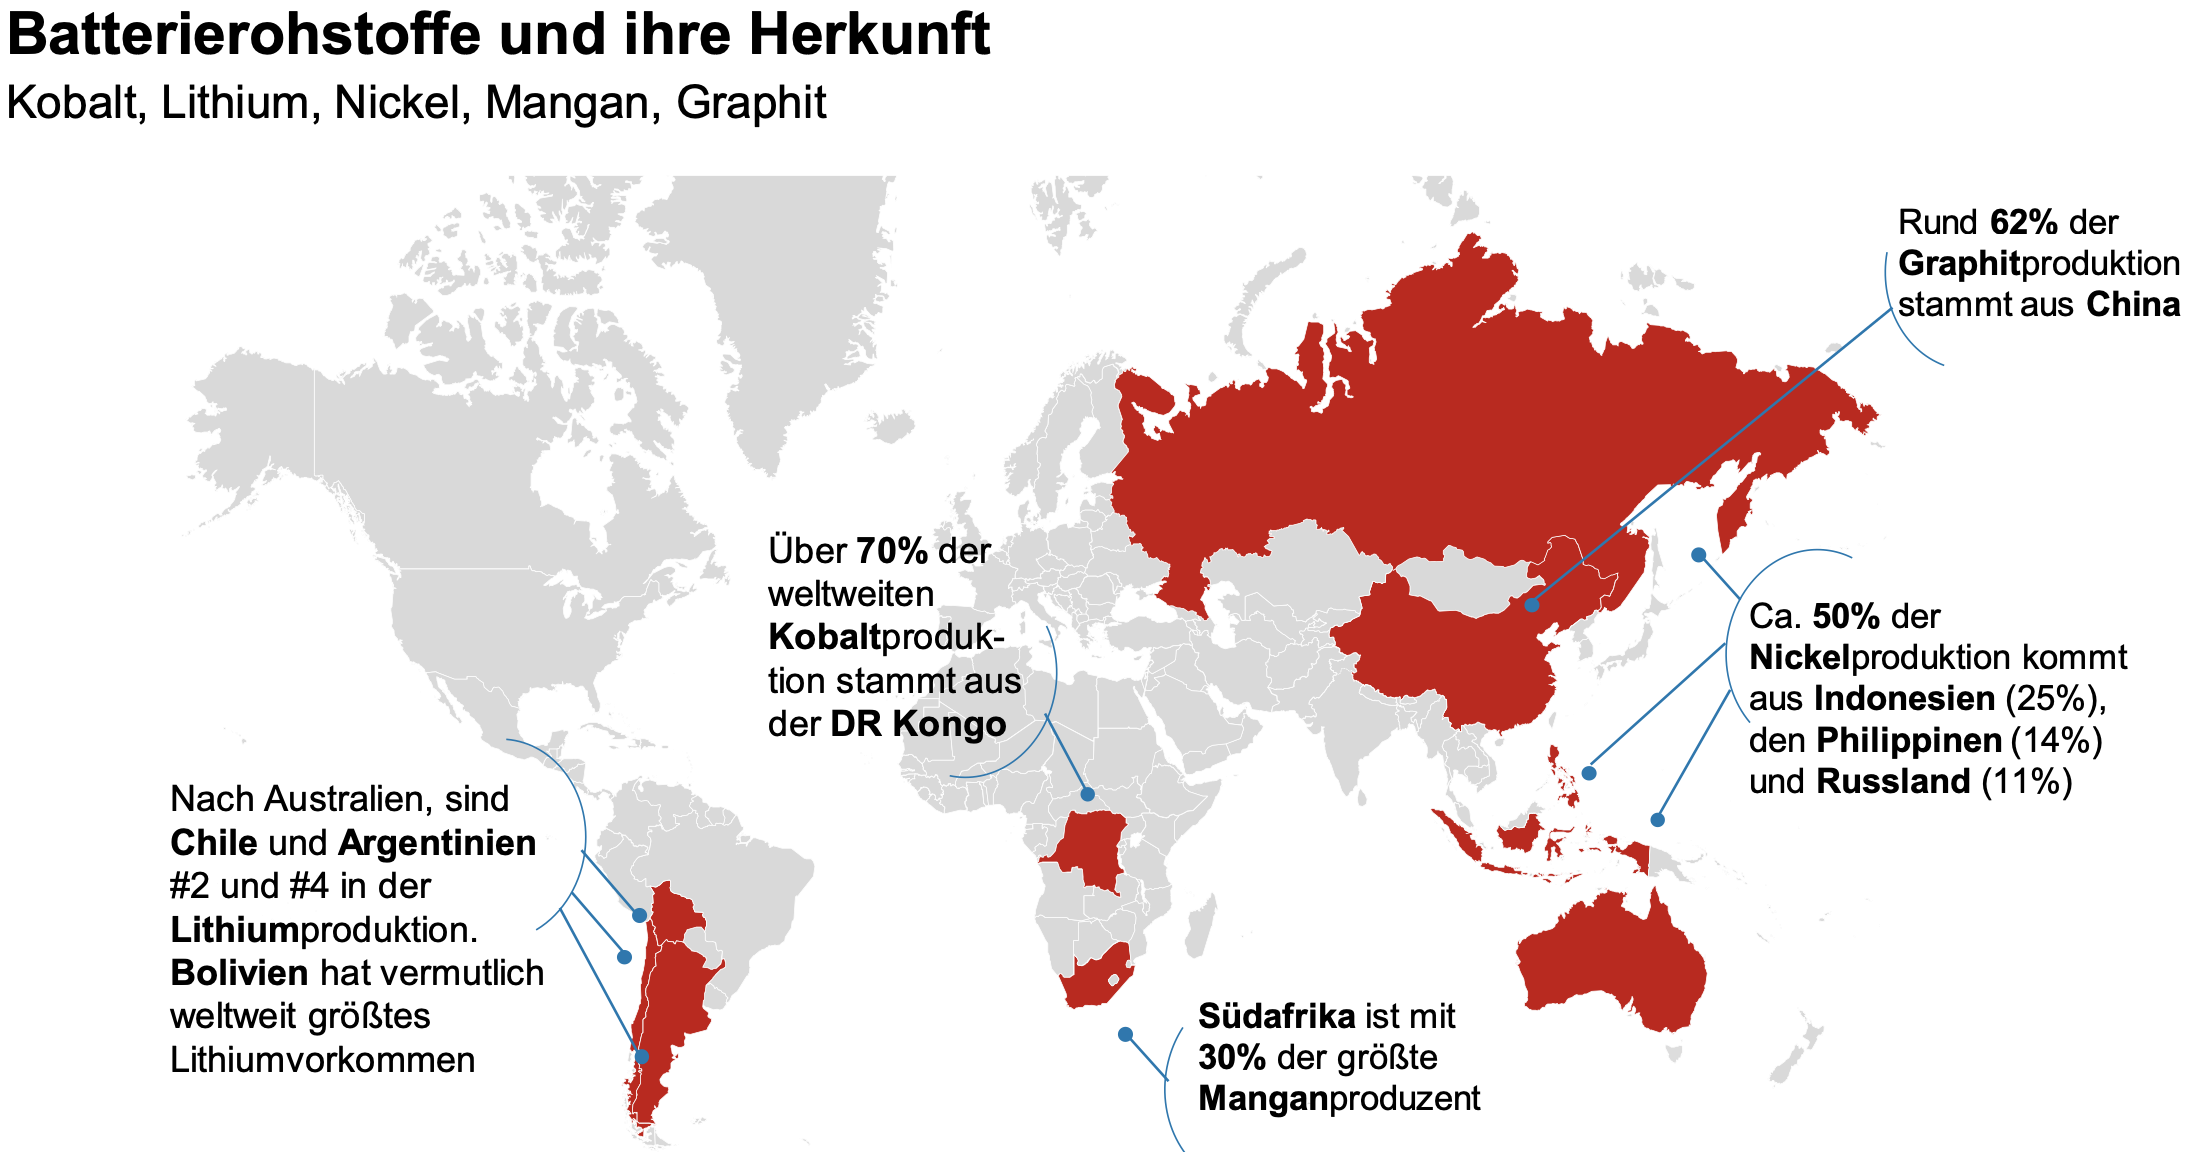 Batterierohstoffe und ihre Herkunft
Kobalt, Lithium, Nickel, Mangan, Graphit
Rund 62% der
Graphitproduktion
stammt aus China
Über 70% der
weltweiten
Kobaltproduk-
tion stammt aus
der DR Kongo
Ca. 50% der
Nickelproduktion kommt
aus Indonesien (25%),
den Philippinen (14%)
und Russland (11%)
Nach Australien, sind
Chile und Argentinien
#2 und #4 in der
Lithiumproduktion.
Bolivien hat vermutlich
weltweit größtes
Lithiumvorkommen
Südafrika ist mit
30% der größte
Manganproduzent